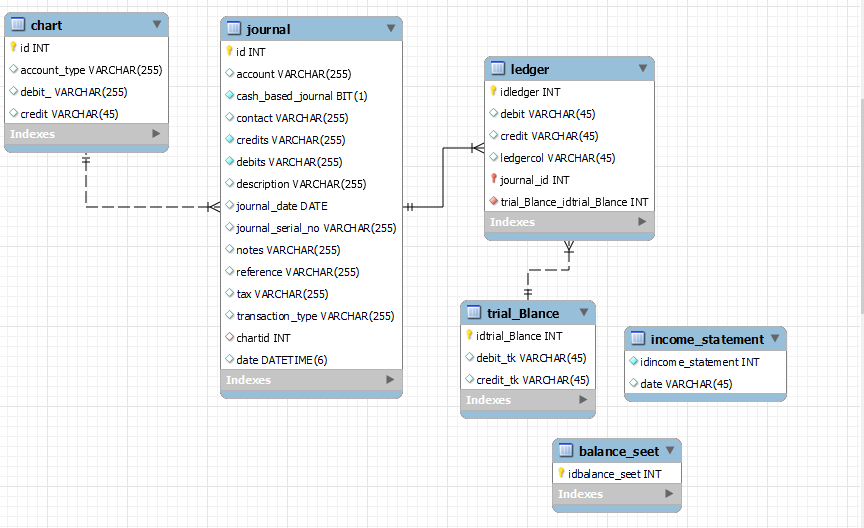 chart
id INT
account_type VARCHAR(255)
debit_ VARCHAR(255)
credit VARCHAR(45)
Indexes
journal
id INT
account VARCHAR(255)
cash_based_journal BIT(1)
contact VARCHAR(255)
credits VARCHAR(255)
debits VARCHAR(255)
description VARCHAR(255)
journal_date DATE
journal_serial_no VARCHAR(255)
notes VARCHAR(255)
reference VARCHAR(255)
tax VARCHAR(255)
transaction_type VARCHAR(255)
chartid INT
date DATETIME(6)
Indexes
ledger
idledger INT
debit VARCHAR(45)
credit VARCHAR(45)
ledgercol VARCHAR(45)
journal_id INT
trial_Blance_idtrial_Blance INT
Indexes
trial_Blance
idtrial_Blance INT
debit_tk VARCHAR(45)
credit_tk VARCHAR(45)
Indexes
income_statement
idincome_statement INT
date VARCHAR(45)
balance_seet
idbalance_seet INT
Indexes